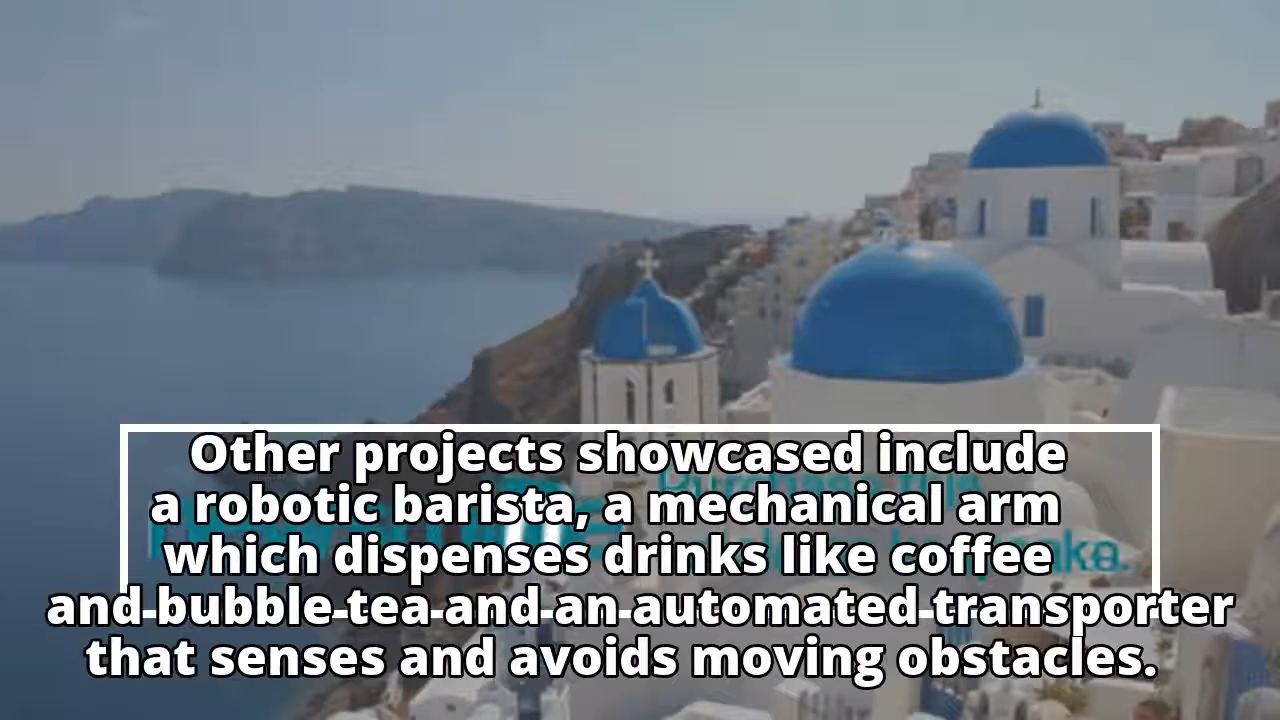 Other projects showcased include
a robotic barista, a mechanical arm
which dispenses drinks like coffee
and bubble tea and an automated transporter
that senses and avoids moving obstacles.